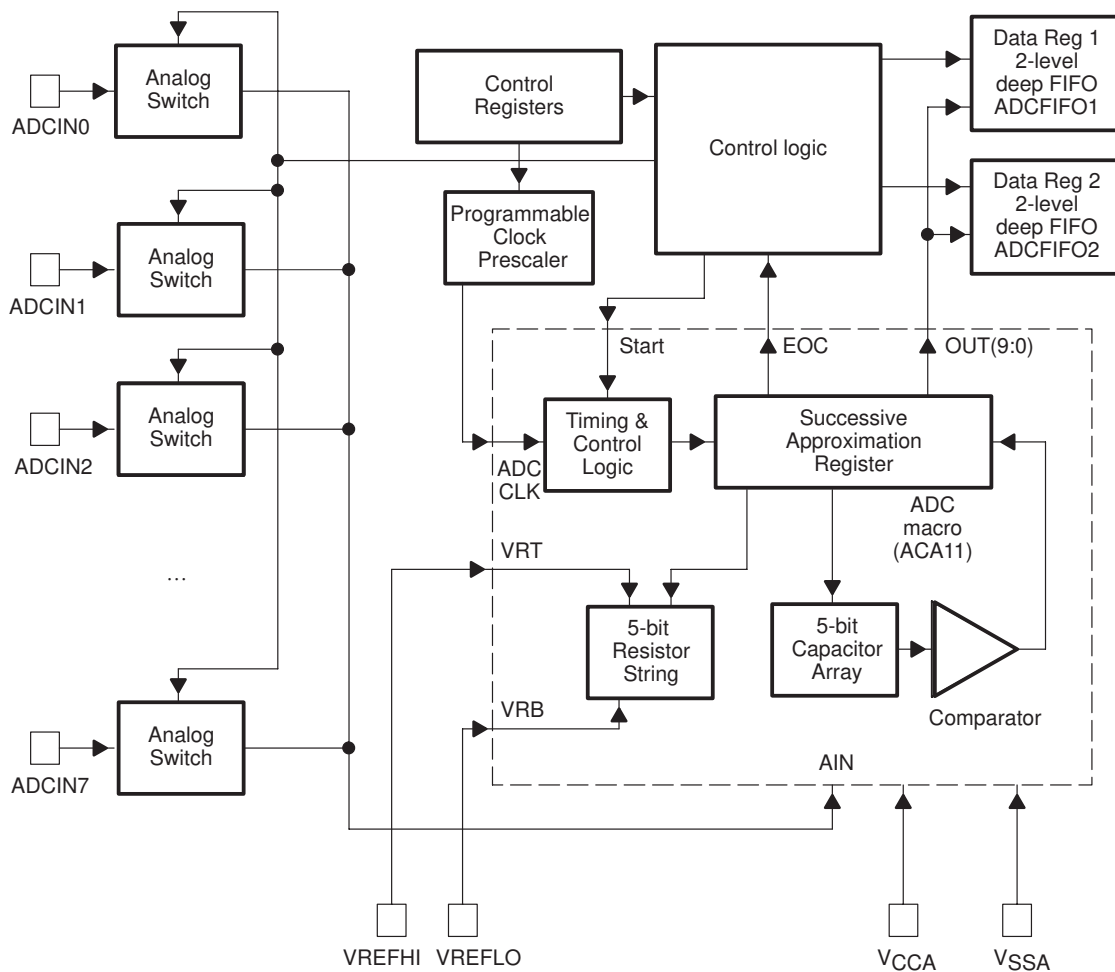 Analog
Switch
ADCIN0
Control
Registers
Control logic
Data Reg 1
2-level
deep FIFO
ADCFIFO1
Analog
Switch
ADCIN1
Programmable
Clock
Prescaler
Data Reg 2
2-level
deep FIFO
ADCFIFO2
Start
EOC
OUT(9:0)
Analog
Switch
ADCIN2
ADC
CLK
Timing &
Control
Logic
Successive
Approximation
Register
ADC
macro
(ACA11)
VRT
...
5-bit
Resistor
String
5-bit
Capacitor
Array
Comparator
VRB
Analog
Switch
ADCIN7
AIN
VREFHI
VREFLO
VCCA
VSSA